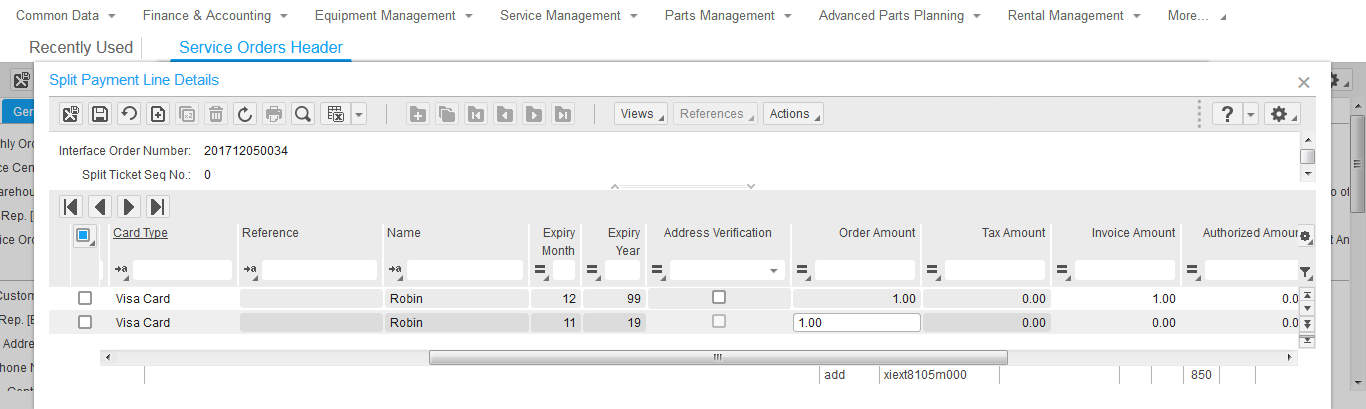 Common Data Finance & Accounting Equipment Management Service Management Parts Management Advanced Parts Planning Rental Management More...
Recently Used Service Orders Header
Split Payment Line Details
Views References Actions ?
Interface Order Number: 201712050034
Split Ticket Seq No.: 0
Card Type Reference Name Expiry Month Expiry Year Address Verification Order Amount Tax Amount Invoice Amount Authorized Amou
Visa Card Robin 12 99 1.00 0.00 1.00 0.0
Visa Card Robin 11 19 1.00 0.00 0.00 0.0
add xiext8105m000 850